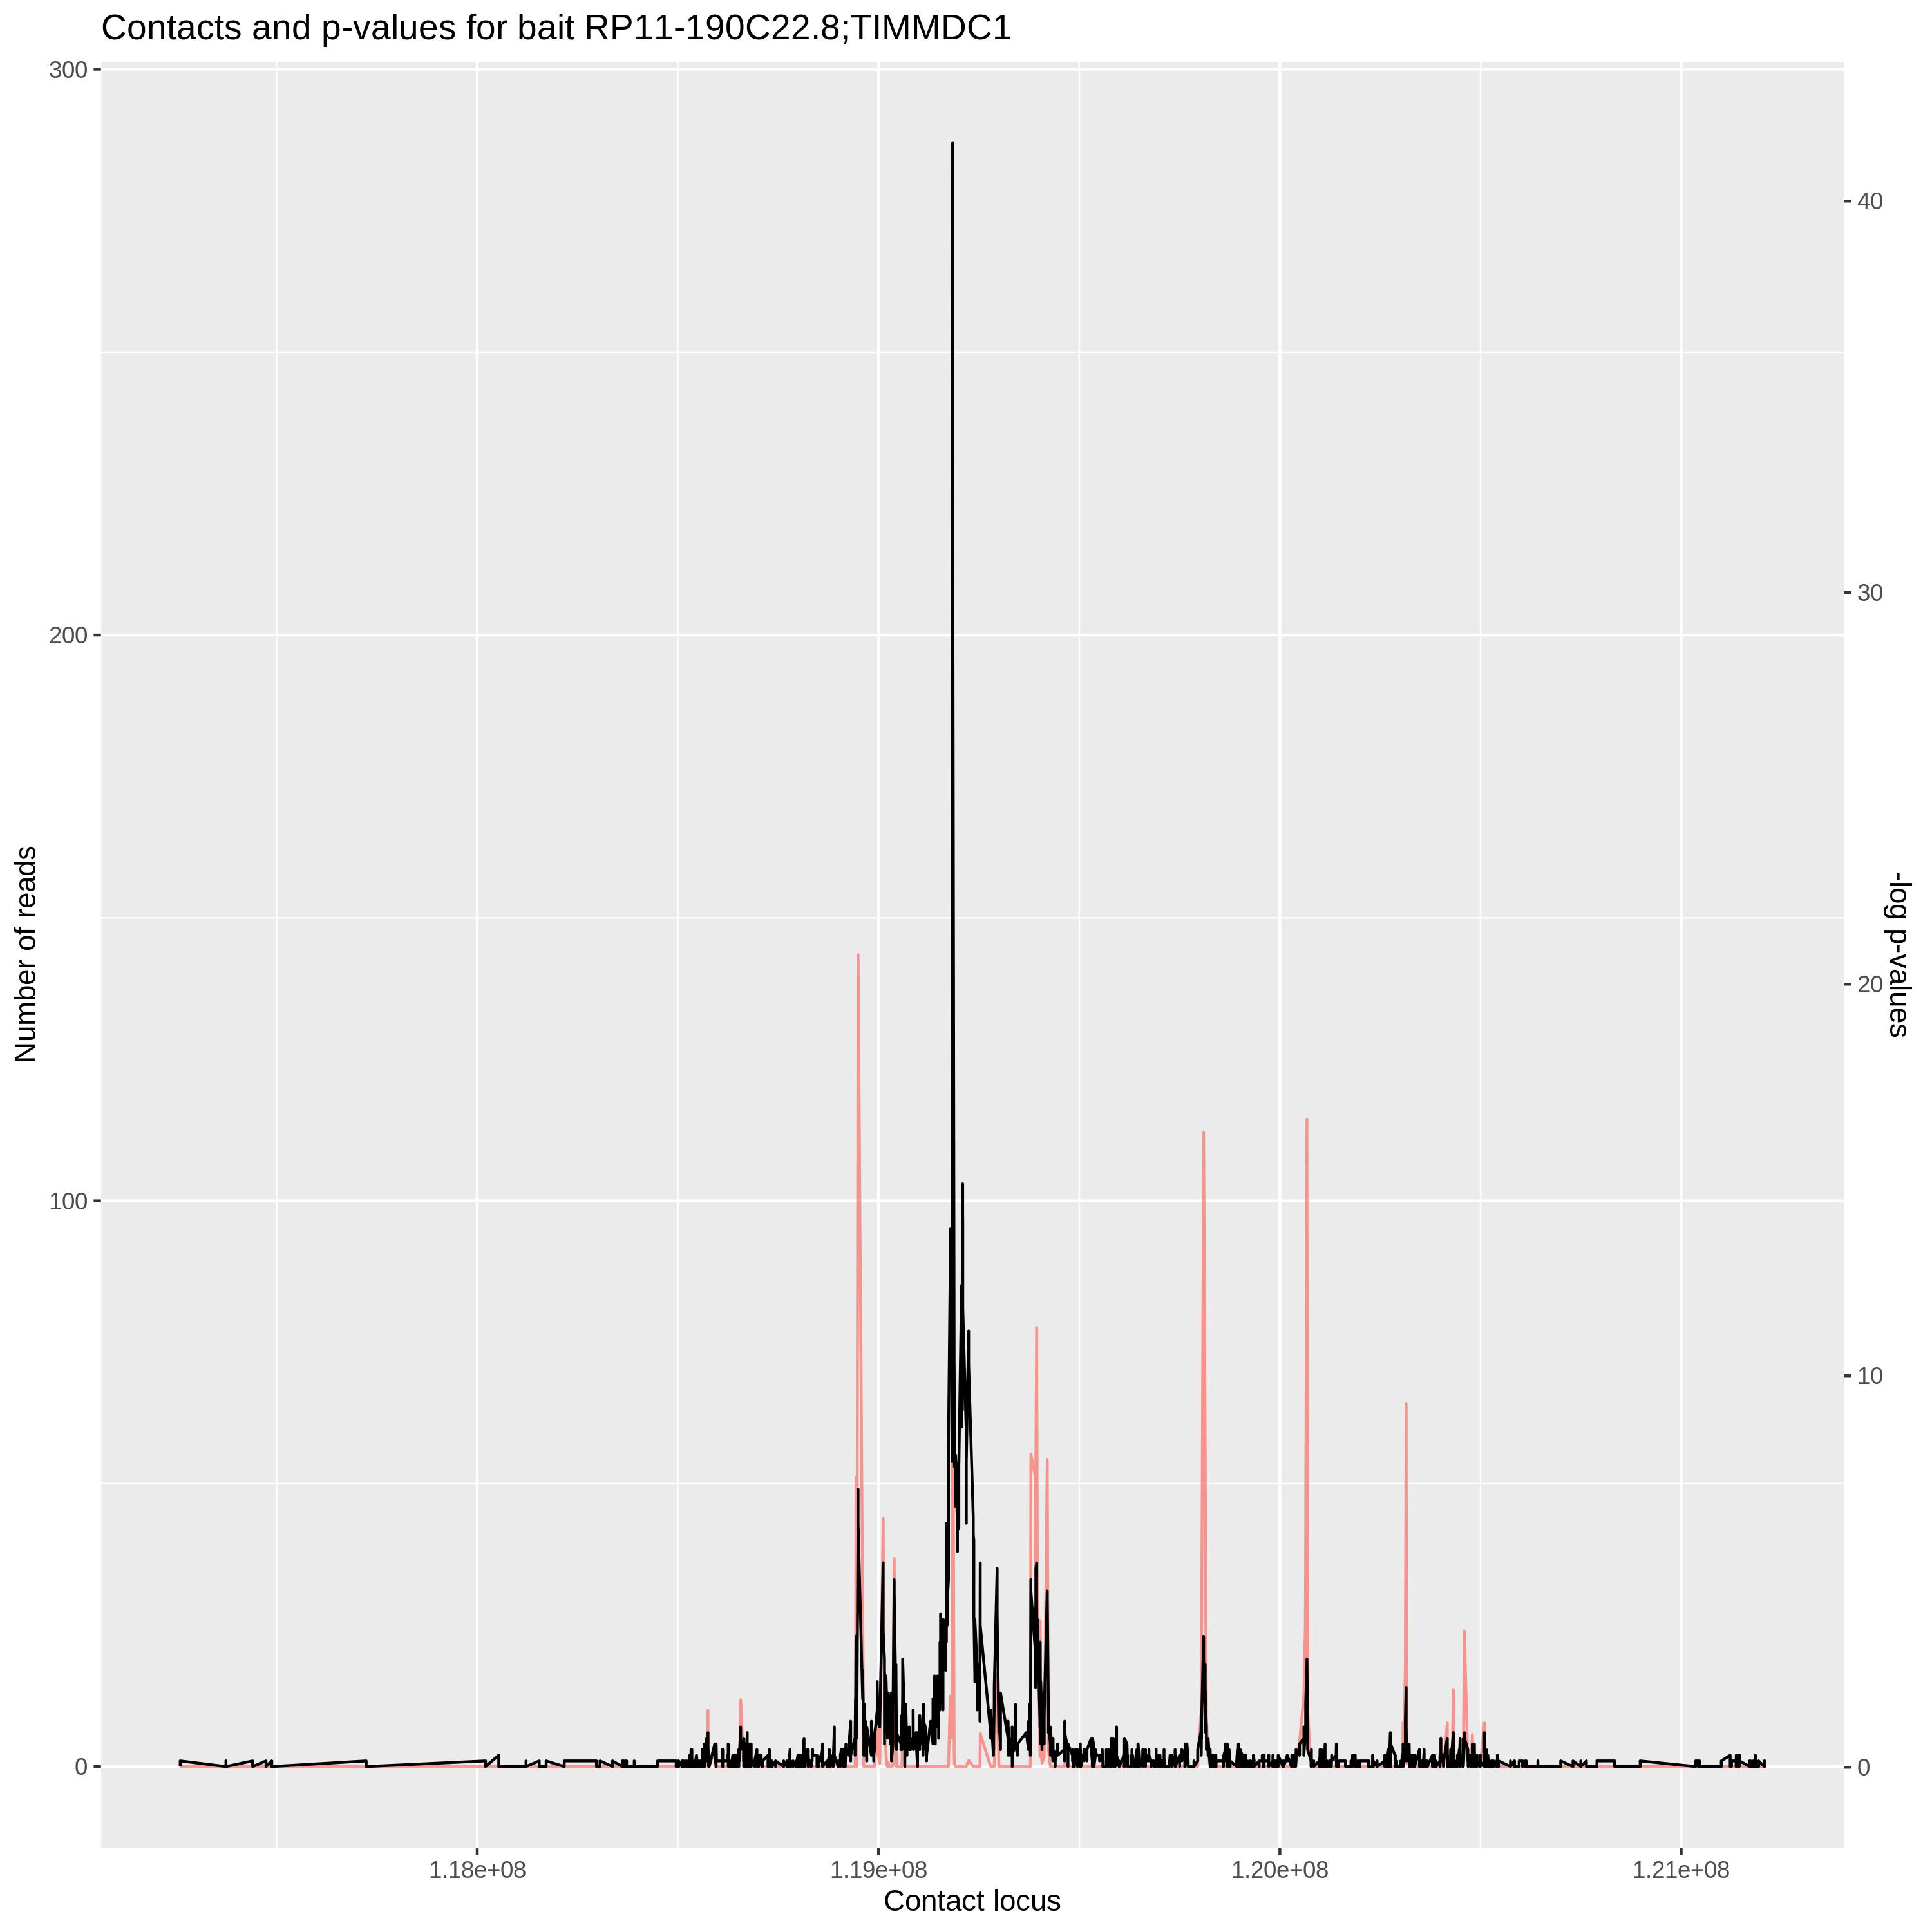 Contacts and p-values for bait RP11-190C22.8;TIMMDC1
300
200
100
0
Number of reads
40
30
20
10
0
-log p-values
1.18e+08
1.19e+08
1.20e+08
1.21e+08
Contact locus